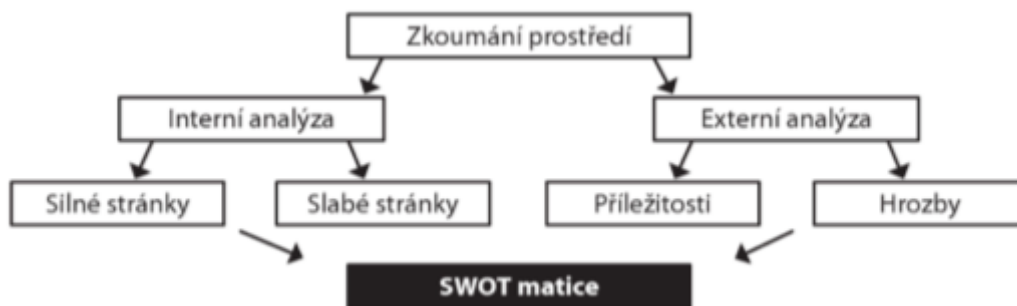 Zkoumání prostředí
Interní analýza
Externí analýza
Silné stránky
Slabé stránky
Příležitosti
Hrozby
SWOT matice